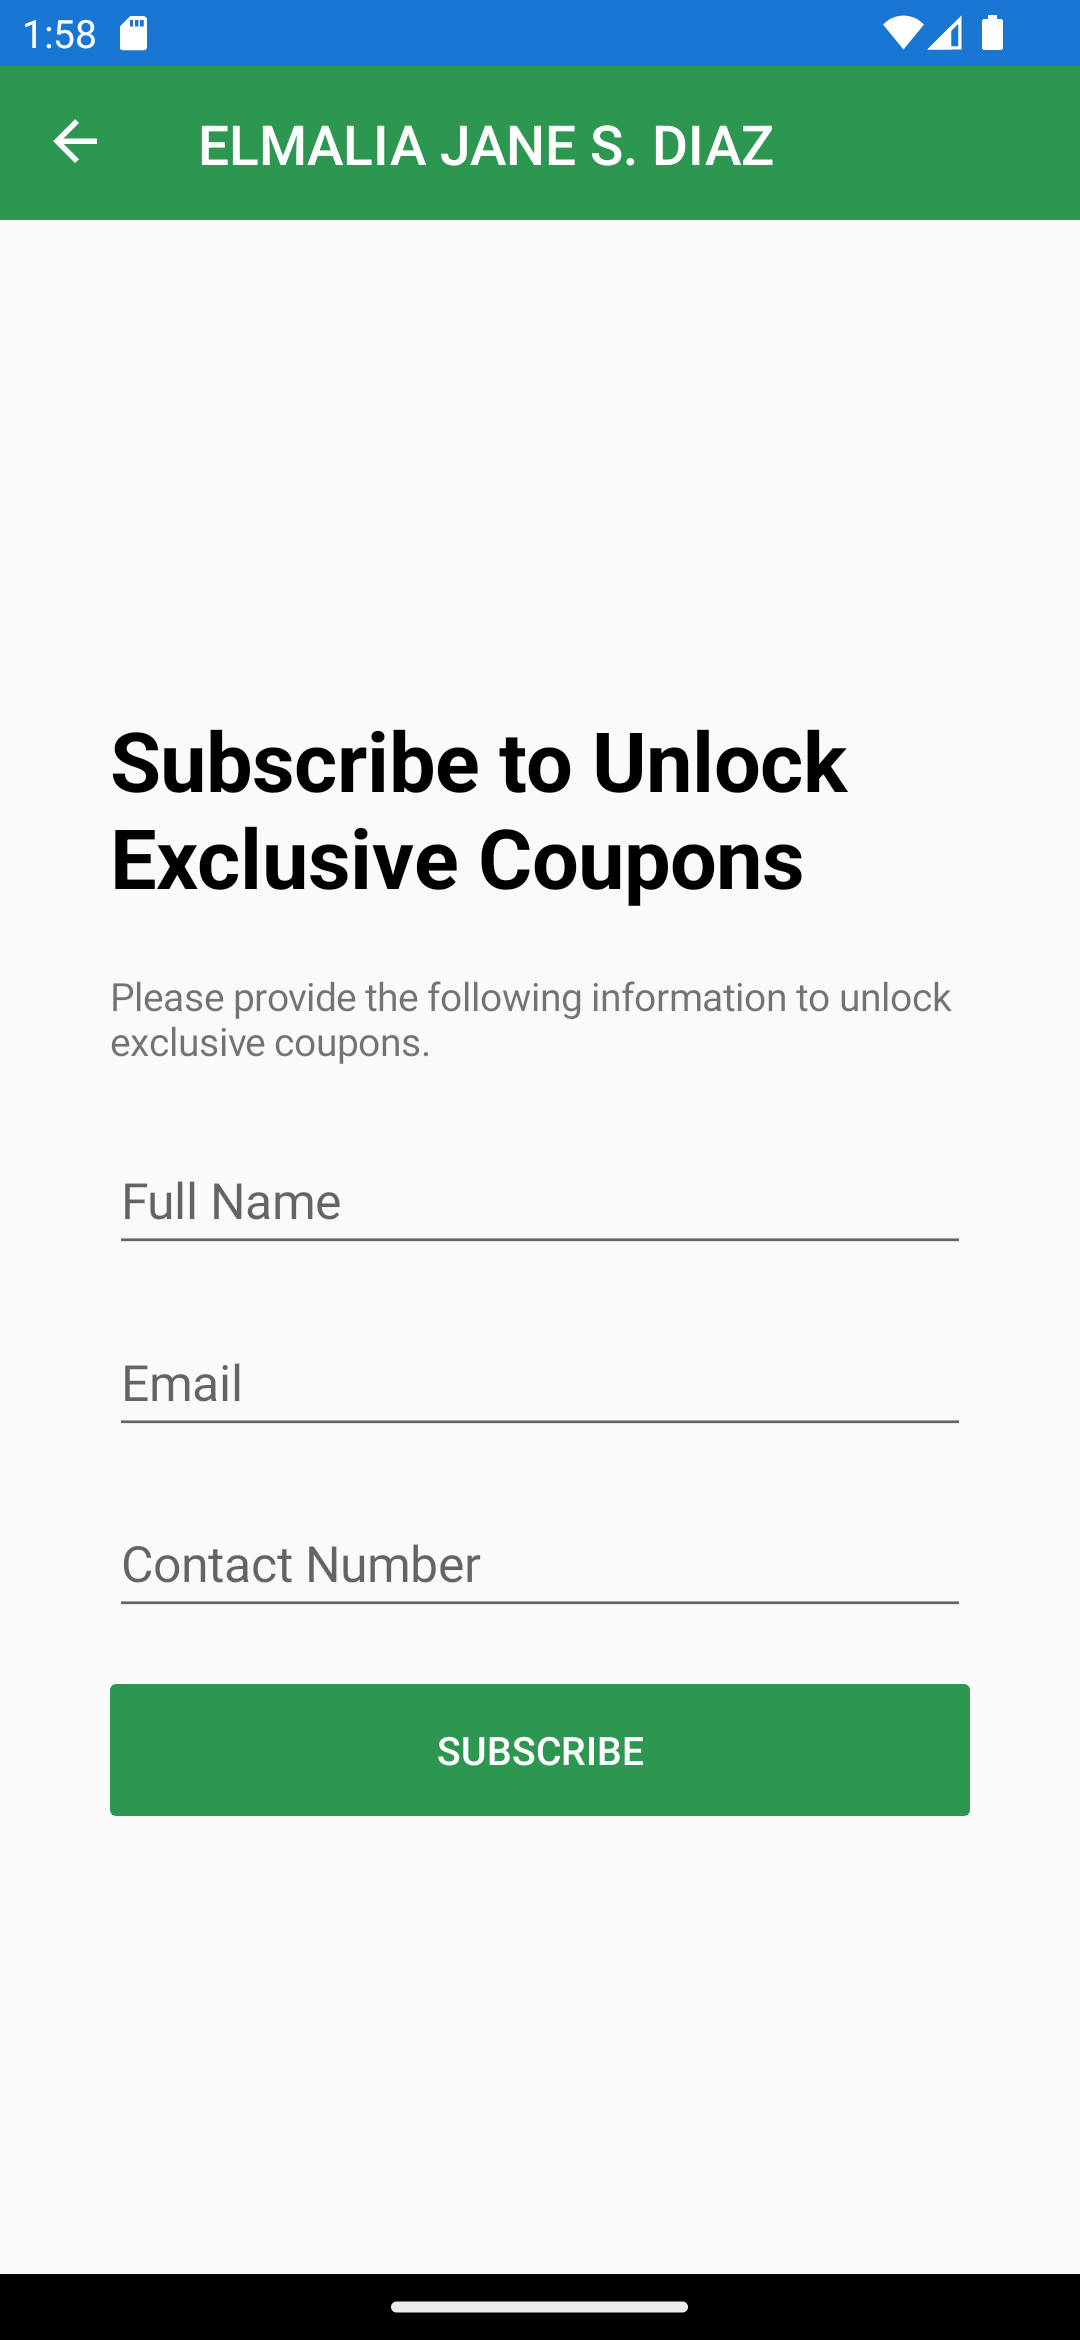 1:58
ELMALIA JANE S. DIAZ
Subscribe to Unlock
Exclusive Coupons
Please provide the following information to unlock
exclusive coupons.
Full Name
Email
Contact Number
SUBSCRIBE